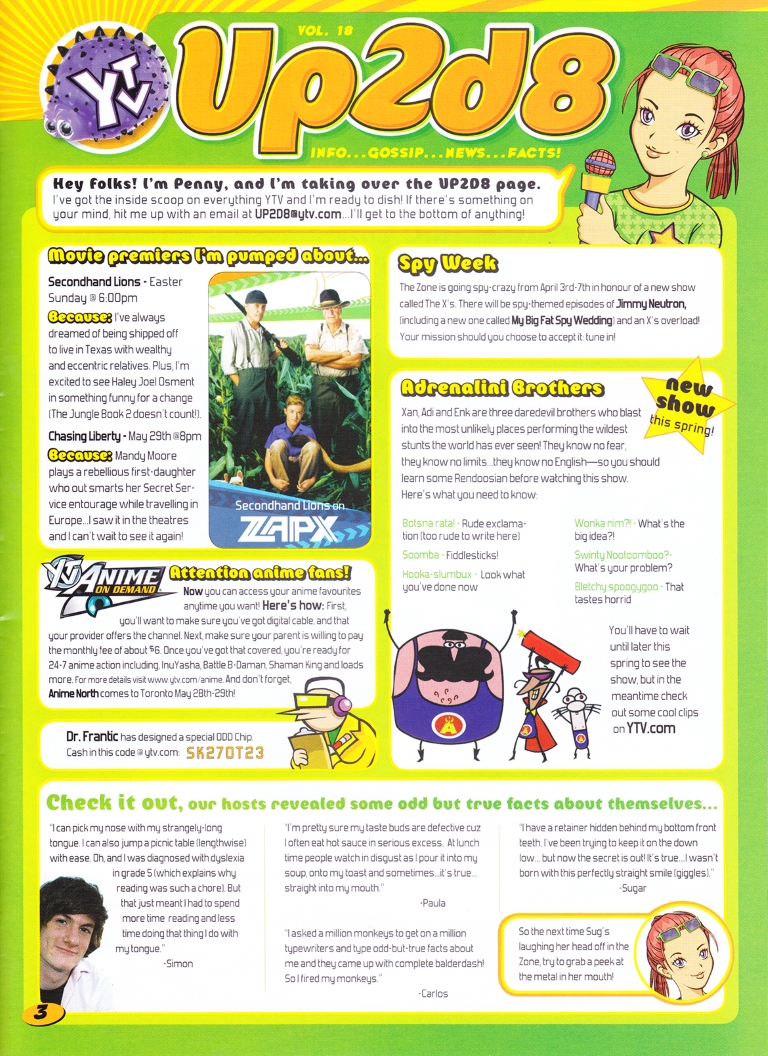 YTV
VOL. 18
Up2d8
INFO...GOSSIP...NEWS...FACTS!
Hey folks! I'm Penny, and I'm taking over the UP2D8 page.
I've got the inside scoop on everything YTV and I'm ready to dish! If there's something on
your mind, hit me up with an email at UP2D8@ytv.com...I'll get to the bottom of anything!
Movie premiers I'm pumped about...
Secondhand Lions - Easter
Sunday @ 6:00pm
Because: I've always
dreamed of being shipped off
to live in Texas with wealthy
and eccentric relatives. Plus, I'm
excited to see Haley Joel Osment
in something funny for a change
(The Jungle Book 2 doesn't count!).
Chasing Liberty - May 29th @8pm
Because: Mandy Moore
plays a rebellious first-daughter
who out smarts her Secret Ser-
vice entourage while travelling in
Europe...I saw it in the theatres
and I can't wait to see it again!
Secondhand Lions on
ZAPX
YTV ANIME
ON DEMAND
Attention anime fans!
Now you can access your anime favourites
anytime you want! Here's how: First,
you'll want to make sure you've got digital cable, and that
your provider offers the channel. Next, make sure your parent is willing to pay
the monthly fee of about $6. Once you've got that covered, you're ready for
24-7 anime action including, InuYasha, Battle B-Daman, Shaman King and loads
more. For more details visit www.ytv.com/anime. And don't forget,
Anime North comes to Toronto May 28th-29th!
Dr. Frantic has designed a special ODD Chip.
Cash in this code @ ytv.com: SK270T23
Spy Week
The Zone is going spy-crazy from April 3rd-7th in honour of a new show
called The X's. There will be spy-themed episodes of Jimmy Neutron,
(including a new one called My Big Fat Spy Wedding) and an X's overload!
Your mission should you choose to accept it: tune in!
Adrenalini Brothers
new
show
this spring!
Xan, Adi and Enk are three daredevil brothers who blast
into the most unlikely places performing the wildest
stunts the world has ever seen! They know no fear,
they know no limits...they know no English—so you should
learn some Rendoosian before watching this show.
Here's what you need to know:
Botsna rata! - Rude exclama-
tion (too rude to write here)
Soomba - Fiddlesticks!
Hooka-slumbux - Look what
you've done now
Wonka nim?! - What's the
big idea?!
Swinty Nootcomboo?-
What's your problem?
Bletchy spoogygoo - That
tastes horrid
You'll have to wait
until later this
spring to see the
show, but in the
meantime check
out some cool clips
on YTV.com
A
Check it out, our hosts revealed some odd but true facts about themselves...
"I can pick my nose with my strangely-long
tongue. I can also jump a picnic table (lengthwise)
with ease. Oh, and I was diagnosed with dyslexia
in grade 5 (which explains why
reading was such a chore). But
that just meant I had to spend
more time reading and less
time doing that thing I do with
my tongue."
-Simon
"I'm pretty sure my taste buds are defective cuz
I often eat hot sauce in serious excess. At lunch
time people watch in disgust as I pour it into my
soup, onto my toast and sometimes...it's true...
straight into my mouth."
-Paula
"I asked a million monkeys to get on a million
typewriters and type odd-but-true facts about
me and they came up with complete balderdash!
So I fired my monkeys."
-Carlos
"I have a retainer hidden behind my bottom front
teeth. I've been trying to keep it on the down
low... but now the secret is out! It's true...I wasn't
born with this perfectly straight smile (giggles)."
-Sugar
So the next time Sug's
laughing her head off in the
Zone, try to grab a peek at
the metal in her mouth!
3